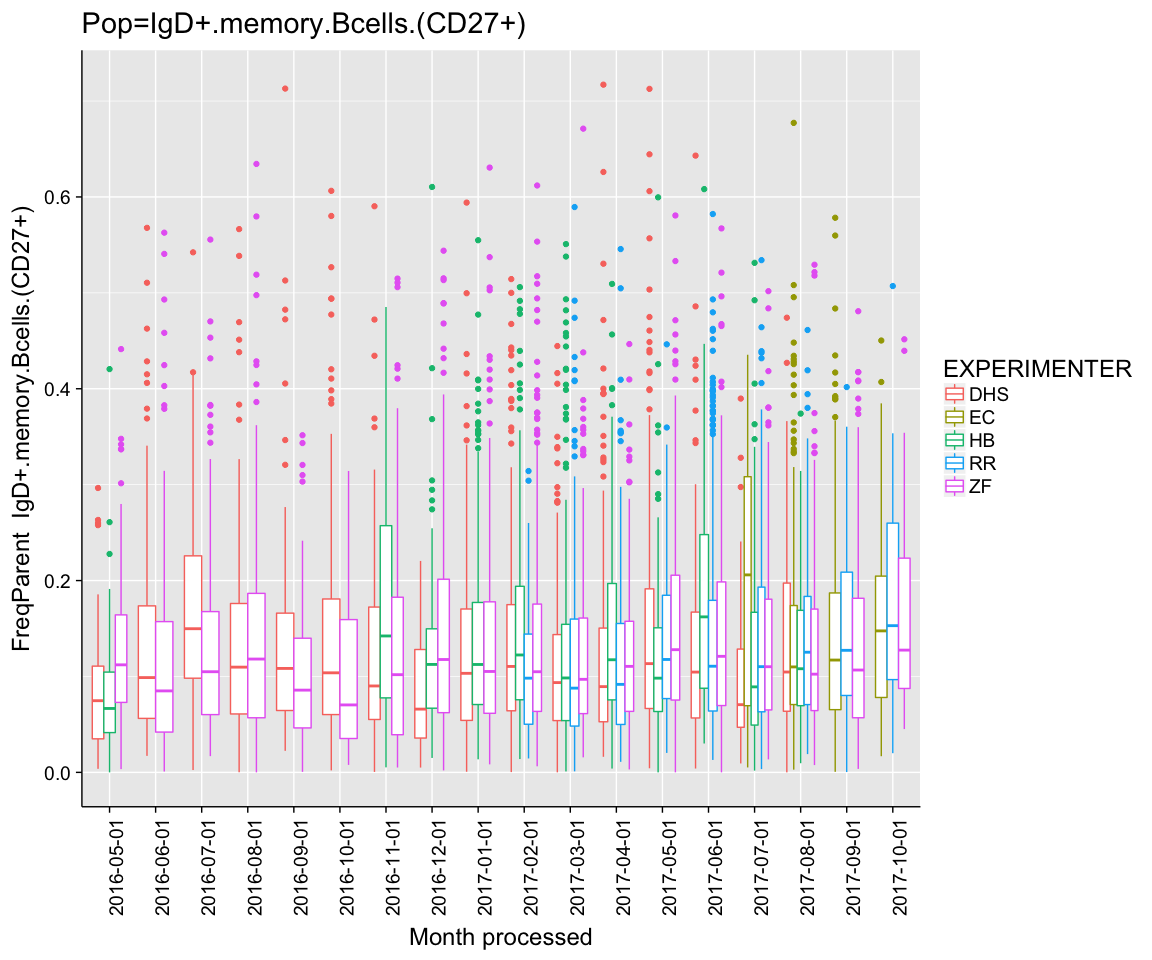 Pop=IgD+.memory.Bcells.(CD27+)
FreqParent  IgD+.memory.Bcells.(CD27+)
0.6
0.4
0.2
0.0
2016-05-01
2016-06-01
2016-07-01
2016-08-01
2016-09-01
2016-10-01
2016-11-01
2016-12-01
2017-01-01
2017-02-01
2017-03-01
2017-04-01
2017-05-01
2017-06-01
2017-07-01
2017-08-01
2017-09-01
2017-10-01
Month processed
EXPERIMENTER
DHS
EC
HB
RR
ZF